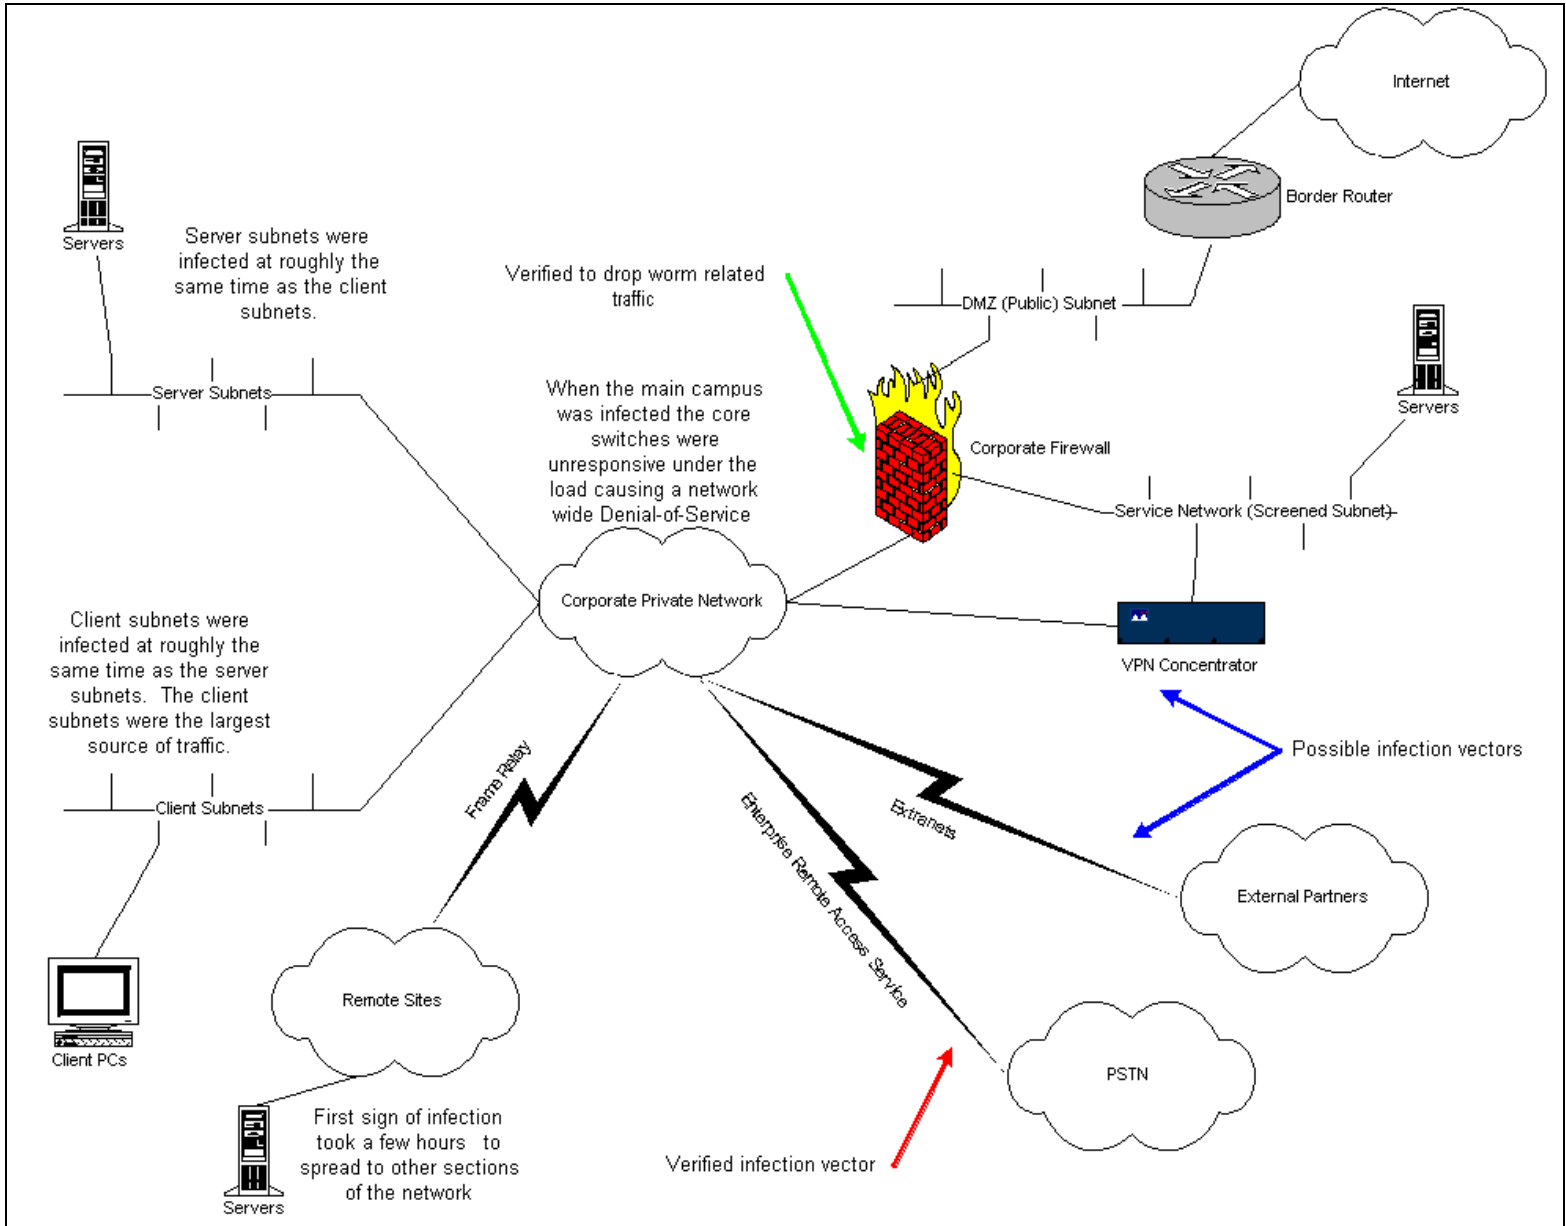 Internet
Border Router
Servers
Server subnets were
infected at roughly the
same time as the client
subnets.
Verified to drop worm related
traffic
DMZ (Public) Subnet
Server Subnets
When the main campus
was infected the core
switches were
unresponsive under the
load causing a network
wide Denial-of-Service
Servers
Corporate Firewall
Service Network (Screened Subnet)
Corporate Private Network
Client subnets were
infected at roughly the
same time as the server
subnets. The client
subnets were the largest
source of traffic.
VPN Concentrator
Possible infection vectors
Client Subnets
Frame Relay
Extranets
Enterprise Remote Access Service
External Partners
Remote Sites
Client PCs
PSTN
First sign of infection
took a few hours to
spread to other sections
of the network
Servers
Verified infection vector